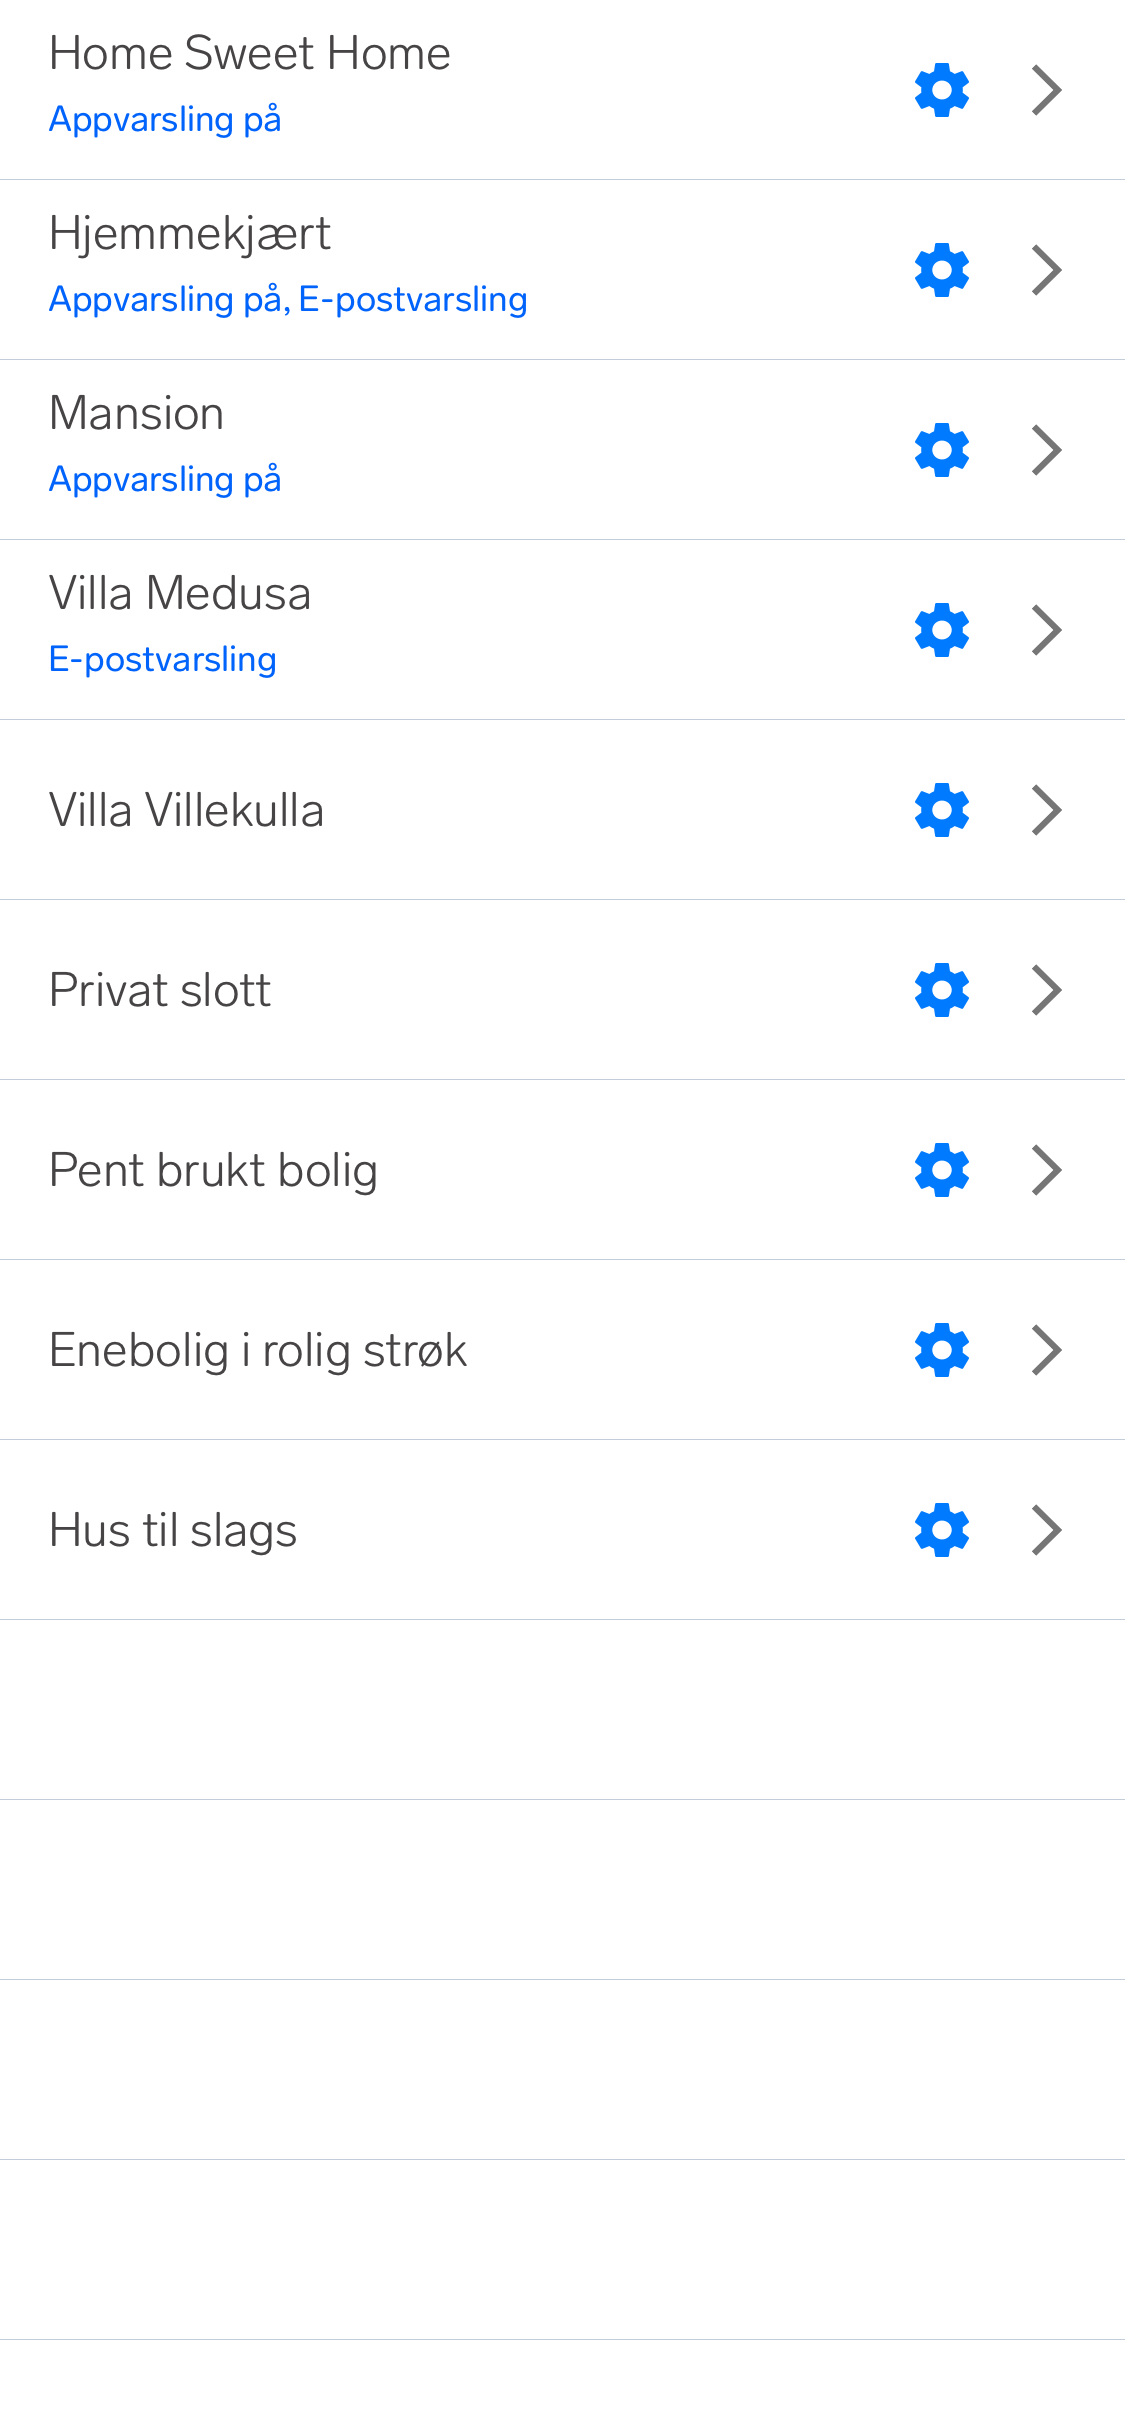 Home Sweet Home
Appvarsling på
Hjemmekjært
Appvarsling på, E-postvarsling
Mansion
Appvarsling på
Villa Medusa
E-postvarsling
Villa Villekulla
Privat slott
Pent brukt bolig
Enebolig i rolig strøk
Hus til slags